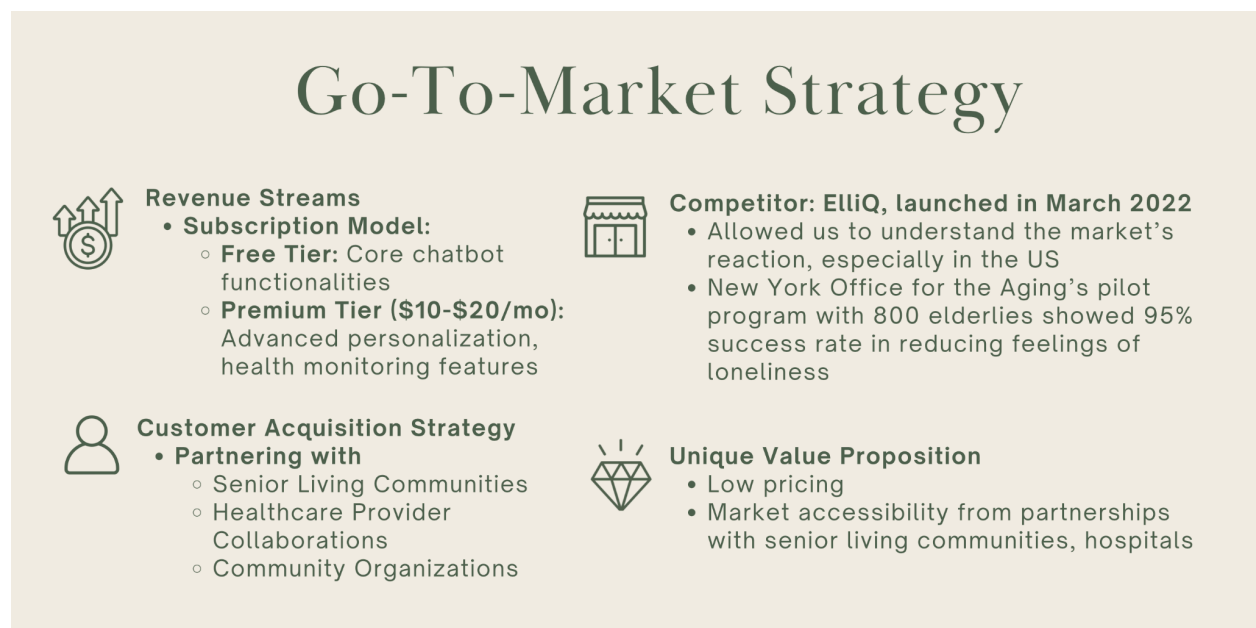 Go-To-Market Strategy
Revenue Streams
• Subscription Model:
○ Free Tier: Core chatbot
functionalities
○ Premium Tier ($10-$20/mo):
Advanced personalization,
health monitoring features
Customer Acquisition Strategy
• Partnering with
○ Senior Living Communities
○ Healthcare Provider
Collaborations
○ Community Organizations
Competitor: ElliQ, launched in March 2022
• Allowed us to understand the market’s
reaction, especially in the US
• New York Office for the Aging’s pilot
program with 800 elderlies showed 95%
success rate in reducing feelings of
loneliness
Unique Value Proposition
• Low pricing
• Market accessibility from partnerships
with senior living communities, hospitals